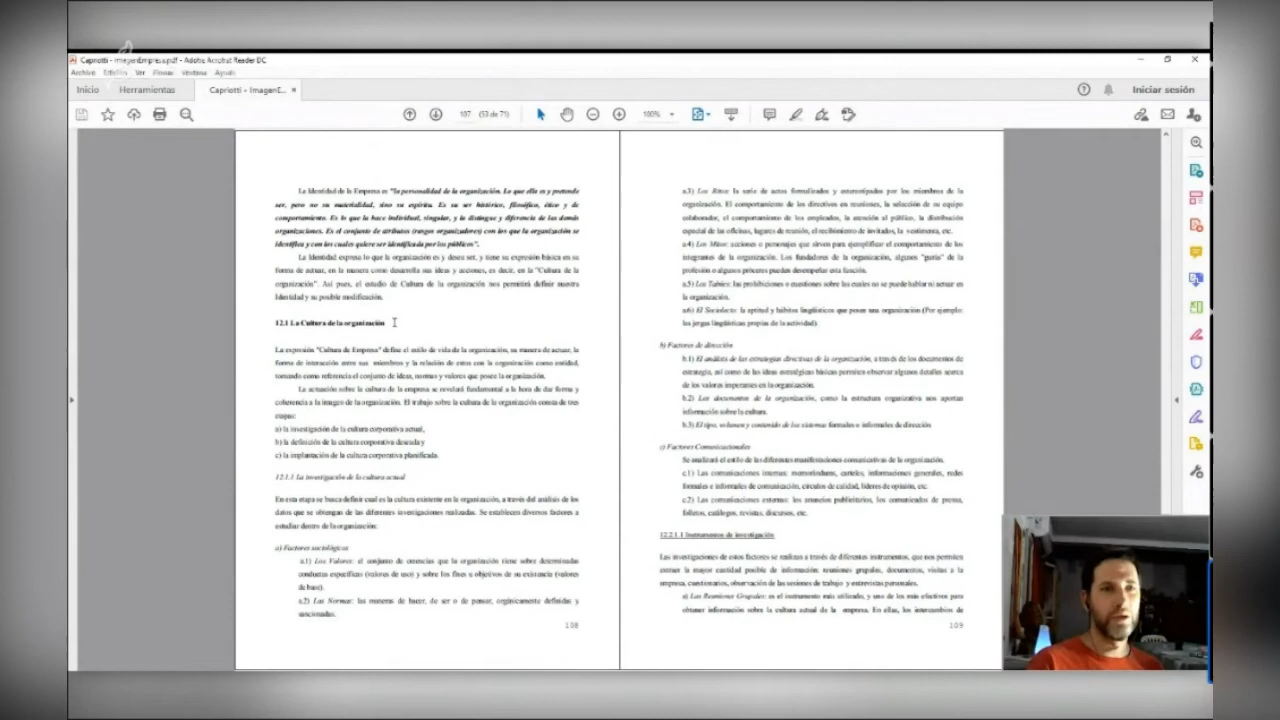 Capriotti - ImagenEmpresa.pdf - Adobe Acrobat Reader DC
Archivo Edición Ver Firmar Ventana Ayuda
Inicio Herramientas Capriotti - ImagenE... × Iniciar sesión
107 (53 de 71) 100%
La Identidad de la Empresa es "la personalidad de la organización. Lo que ella es y pretende
ser, pero no su materialidad, sino su espíritu. Es su ser histórico, filosófico, ético y de
comportamiento. Es lo que la hace individual, singular, y la distingue y diferencia de las demás
organizaciones. Es el conjunto de atributos (rasgos organizadores) con los que la organización se
identifica y con los cuales quiere ser identificada por los públicos".
La Identidad expresa lo que la organización es y desea ser, y tiene su expresión básica en su
forma de actuar, en la manera como desarrolla sus ideas y acciones, es decir, en la "Cultura de la
organización". Así pues, el estudio de Cultura de la organización nos permitirá definir nuestra
Identidad y su posible modificación.
12.1 La Cultura de la organización
La expresión "Cultura de Empresa" define el estilo de vida de la organización, su manera de actuar, la
forma de interacción entre sus miembros y la relación de estos con la organización como entidad,
tomando como referencia el conjunto de ideas, normas y valores que posee la organización.
La actuación sobre la cultura de la empresa se revelará fundamental a la hora de dar forma y
coherencia a la imagen de la organización. El trabajo sobre la cultura de la organización consta de tres
etapas:
a) la investigación de la cultura corporativa actual,
b) la definición de la cultura corporativa deseada y
c) la implantación de la cultura corporativa planificada.
12.1.1 La investigación de la cultura actual
En esta etapa se busca definir cual es la cultura existente en la organización, a través del análisis de los
datos que se obtengan de las diferentes investigaciones realizadas. Se establecen diversos factores a
estudiar dentro de la organización:
a) Factores sociológicos
a.1) Los Valores: el conjunto de creencias que la organización tiene sobre determinadas
conductas específicas (valores de uso) y sobre los fines u objetivos de su existencia (valores
de base).
a.2) Las Normas: las maneras de hacer, de ser o de pensar, orgánicamente definidas y
sancionadas.
108
a.3) Los Ritos: la serie de actos formalizados y estereotipados por los miembros de la
organización. El comportamiento de los directivos en reuniones, la selección de su equipo
colaborador, el comportamiento de los empleados, la atención al público, la distribución
espacial de las oficinas, lugares de reunión, el recibimiento de invitados, la vestimenta, etc.
a.4) Los Mitos: acciones o personajes que sirven para ejemplificar el comportamiento de los
integrantes de la organización. Los fundadores de la organización, algunos "gurús" de la
profesión o algunos próceres pueden desempeñar esta función.
a.5) Los Tabúes: las prohibiciones o cuestiones sobre las cuales no se puede hablar ni actuar en
la organización.
a.6) El Sociolecto: la aptitud y hábitos lingüísticos que posee una organización (Por ejemplo:
las jergas lingüísticas propias de la actividad).
b) Factores de dirección
b.1) El análisis de las estrategias directivas de la organización, a través de los documentos de
estrategia, así como de las ideas estratégicas básicas permiten observar algunos detalles acerca
de los valores imperantes en la organización.
b.2) Los documentos de la organización, como la estructura organizativa nos aportan
información sobre la cultura.
b.3) El tipo, volumen y contenido de los sistemas formales o informales de dirección
c) Factores Comunicacionales
Se analizará el estilo de las diferentes manifestaciones comunicativas de la organización.
c.1) Las comunicaciones internas: memorándums, carteles, informaciones generales, redes
formales e informales de comunicación, círculos de calidad, líderes de opinión, etc.
c.2) Las comunicaciones externas: los anuncios publicitarios, los comunicados de prensa,
folletos, catálogos, revistas, discursos, etc.
12.2.1.1 Instrumentos de investigación
Las investigaciones de estos factores se realizan a través de diferentes instrumentos, que nos permiten
extraer la mayor cantidad posible de información: reuniones grupales, documentos, visitas a la
empresa, cuestionarios, observación de las sesiones de trabajo y entrevistas personales.
a) Las Reuniones Grupales: es el instrumento más utilizado, y uno de los más efectivos para
obtener información sobre la cultura actual de la empresa. En ellas, los intercambios de
109